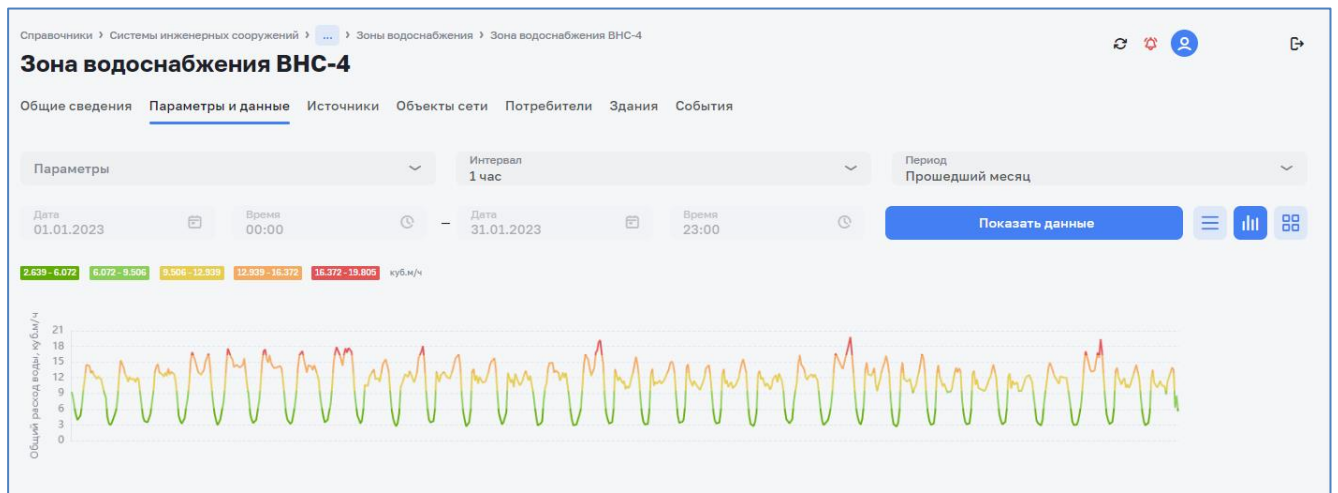 Справочники › Системы инженерных сооружений › ... › Зоны водоснабжения › Зона водоснабжения ВНС-4
Зона водоснабжения ВНС-4
Общие сведения Параметры и данные Источники Объекты сети Потребители Здания События
Параметры
Интервал
1 час
Период
Прошедший месяц
Дата
01.01.2023
Время
00:00
–
Дата
31.01.2023
Время
23:00
Показать данные
2.639 - 6.072 6.072 - 9.506 9.506 - 12.939 12.939 - 16.372 16.372 - 19.805 куб.м/ч
Общий расход воды, куб.м/ч
21
18
15
12
9
6
3
0